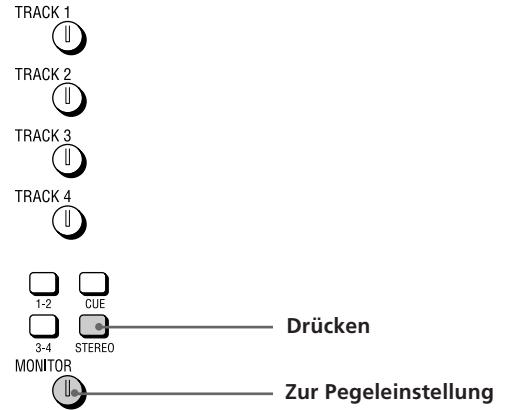 TRACK 1
TRACK 2
TRACK 3
TRACK 4
1-2 CUE
3-4 STEREO
Drücken
MONITOR
Zur Pegeleinstellung